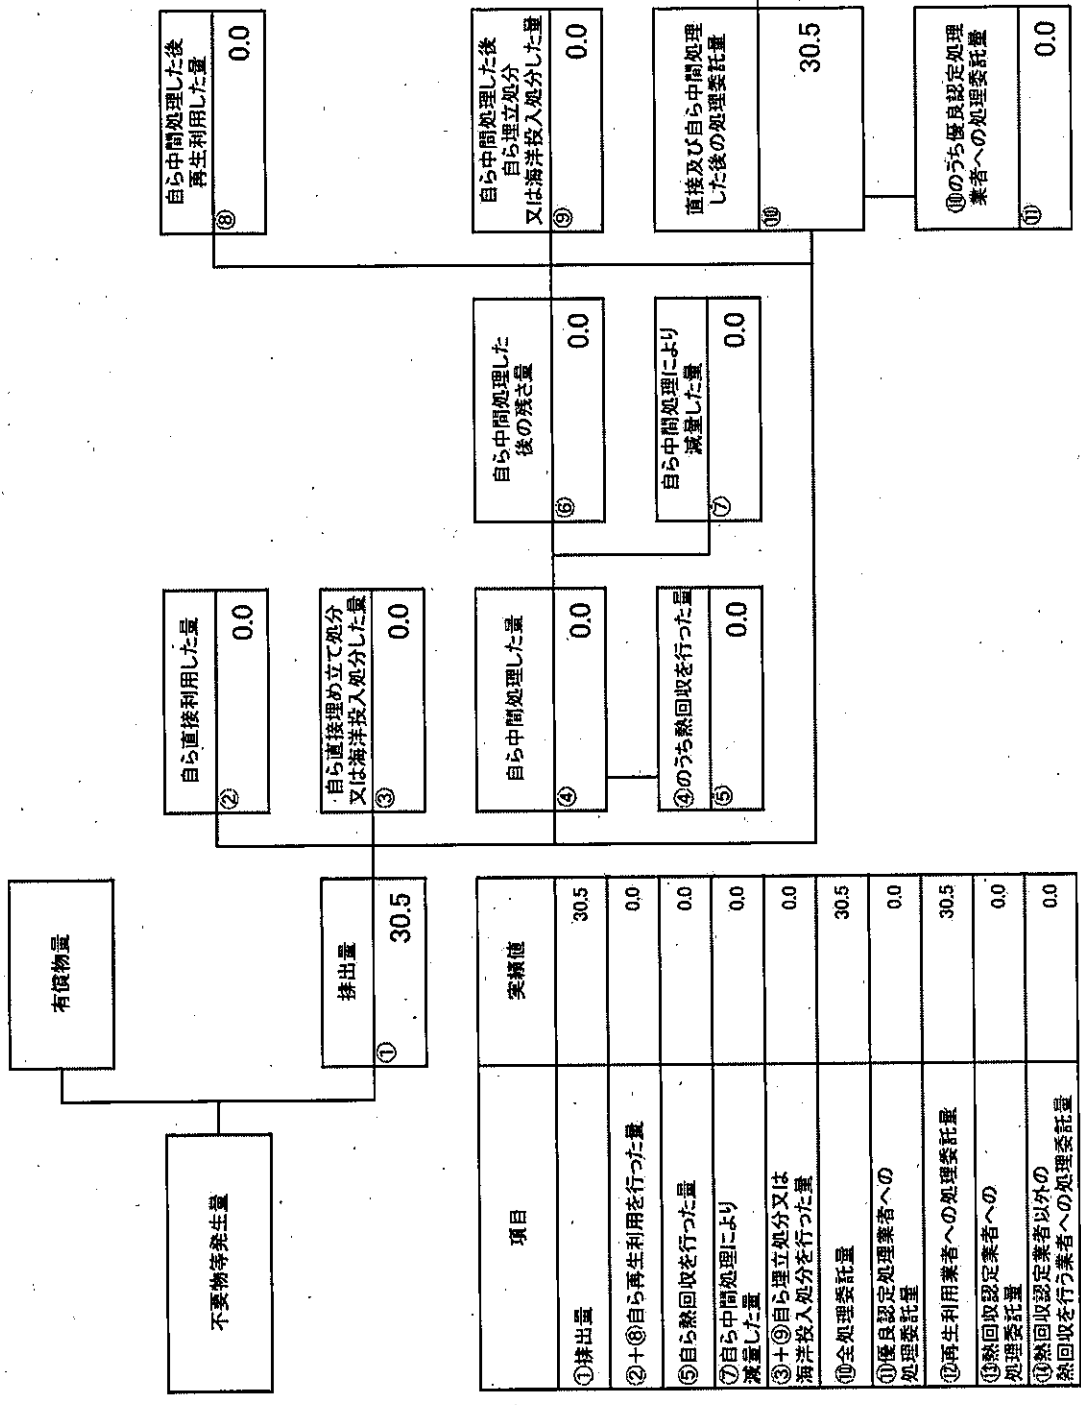 不要物等発生量
有償物量
排出量
①
30.5
自ら直接利用した量
②
0.0
自ら直接埋め立て処分
又は海洋投入処分した量
③
0.0
自ら中間処理した量
④
0.0
④のうち熱回収を行った量
⑤
0.0
自ら中間処理した
後の残さ量
⑥
0.0
自ら中間処理により
減量した量
⑦
0.0
自ら中間処理した後
再生利用した量
⑧
0.0
自ら中間処理した後
自ら埋立処分
又は海洋投入処分した量
⑨
0.0
直接及び自ら中間処理
した後の処理委託量
⑩
30.5
⑩のうち優良認定処理
業者への処理委託量
⑪
0.0
項目 実績値
①排出量 30.5
②+⑧自ら再生利用を行った量 0.0
⑤自ら熱回収を行った量 0.0
⑦自ら中間処理により
減量した量 0.0
③+⑨自ら埋立処分又は
海洋投入処分を行った量 0.0
⑩全処理委託量 30.5
⑪優良認定処理業者への
処理委託量 0.0
⑫再生利用業者への処理委託量 30.5
⑬熱回収認定業者への
処理委託量 0.0
⑭熱回収認定業者以外の
熱回収を行う業者への処理委託量 0.0